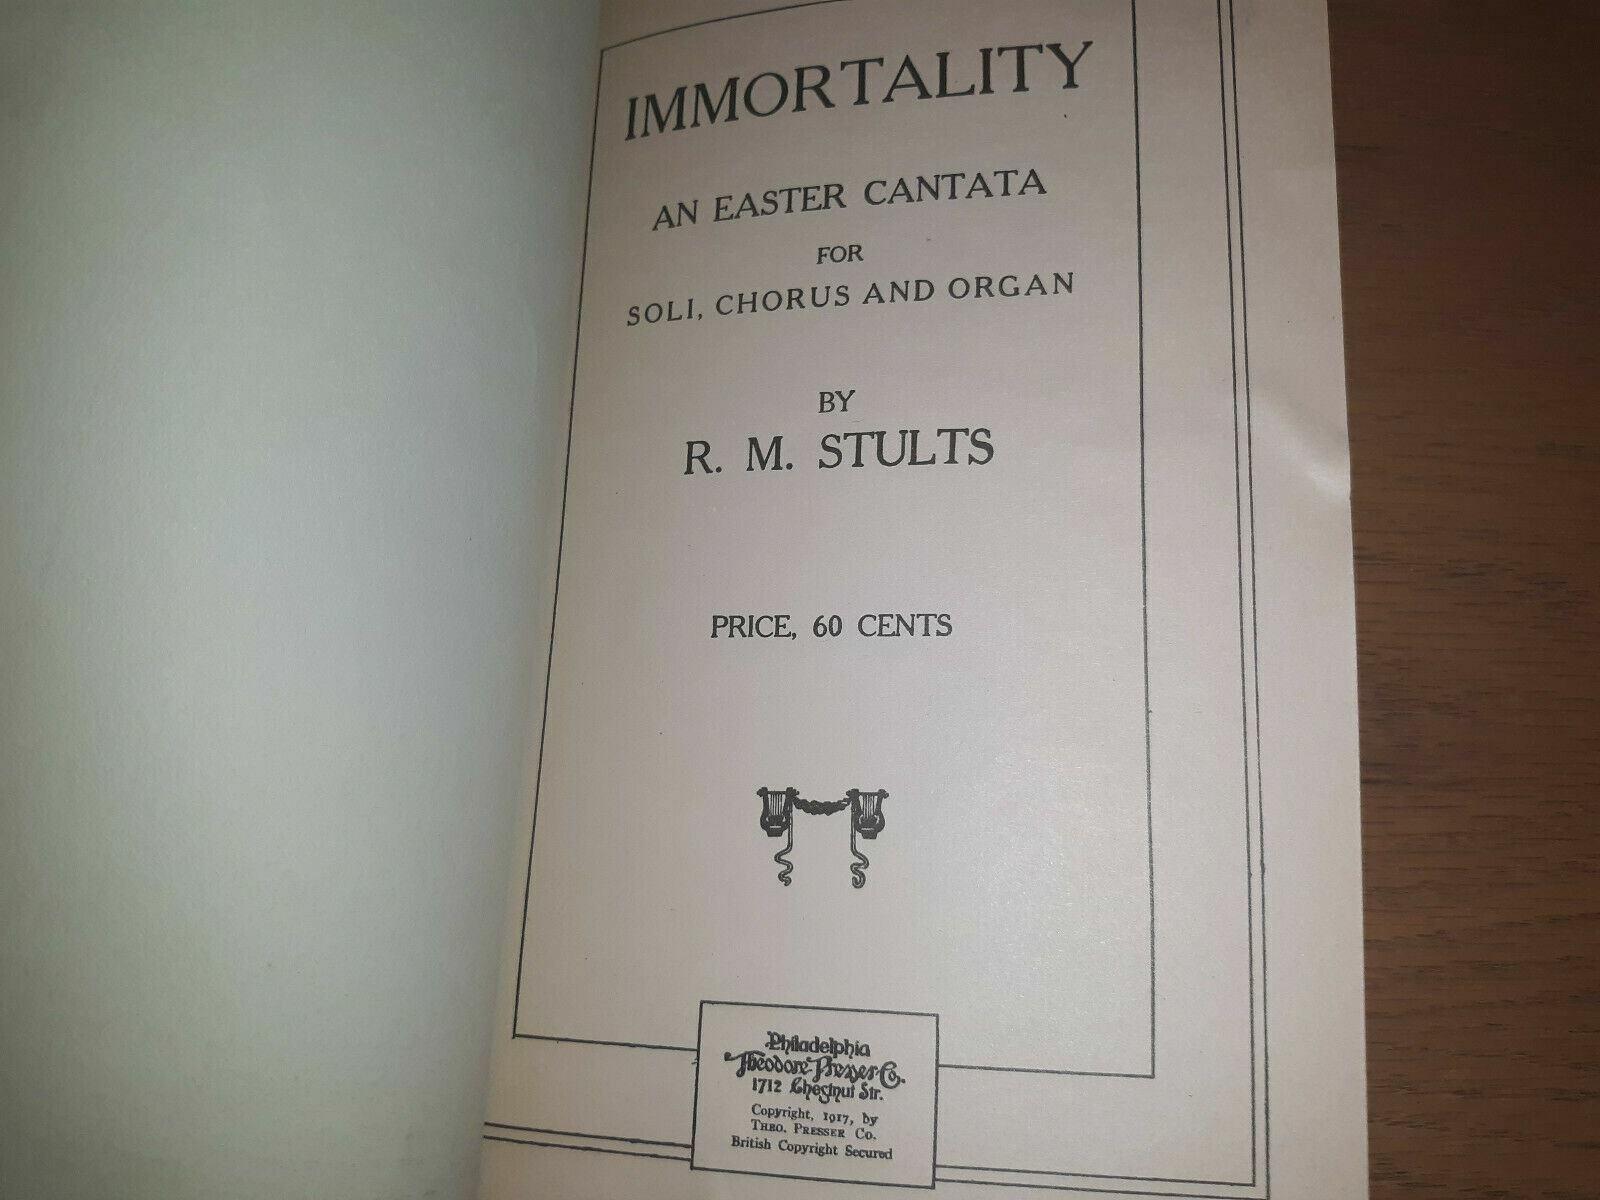 IMMORTALITY
AN EASTER CANTATA
FOR
SOLI, CHORUS AND ORGAN
BY
R. M. STULTS
PRICE, 60 CENTS
Philadelphia
Theodore Presser Co.
1712 Chestnut Str.
Copyright, 1917, by
THEO. PRESSER CO.
British Copyright Secured